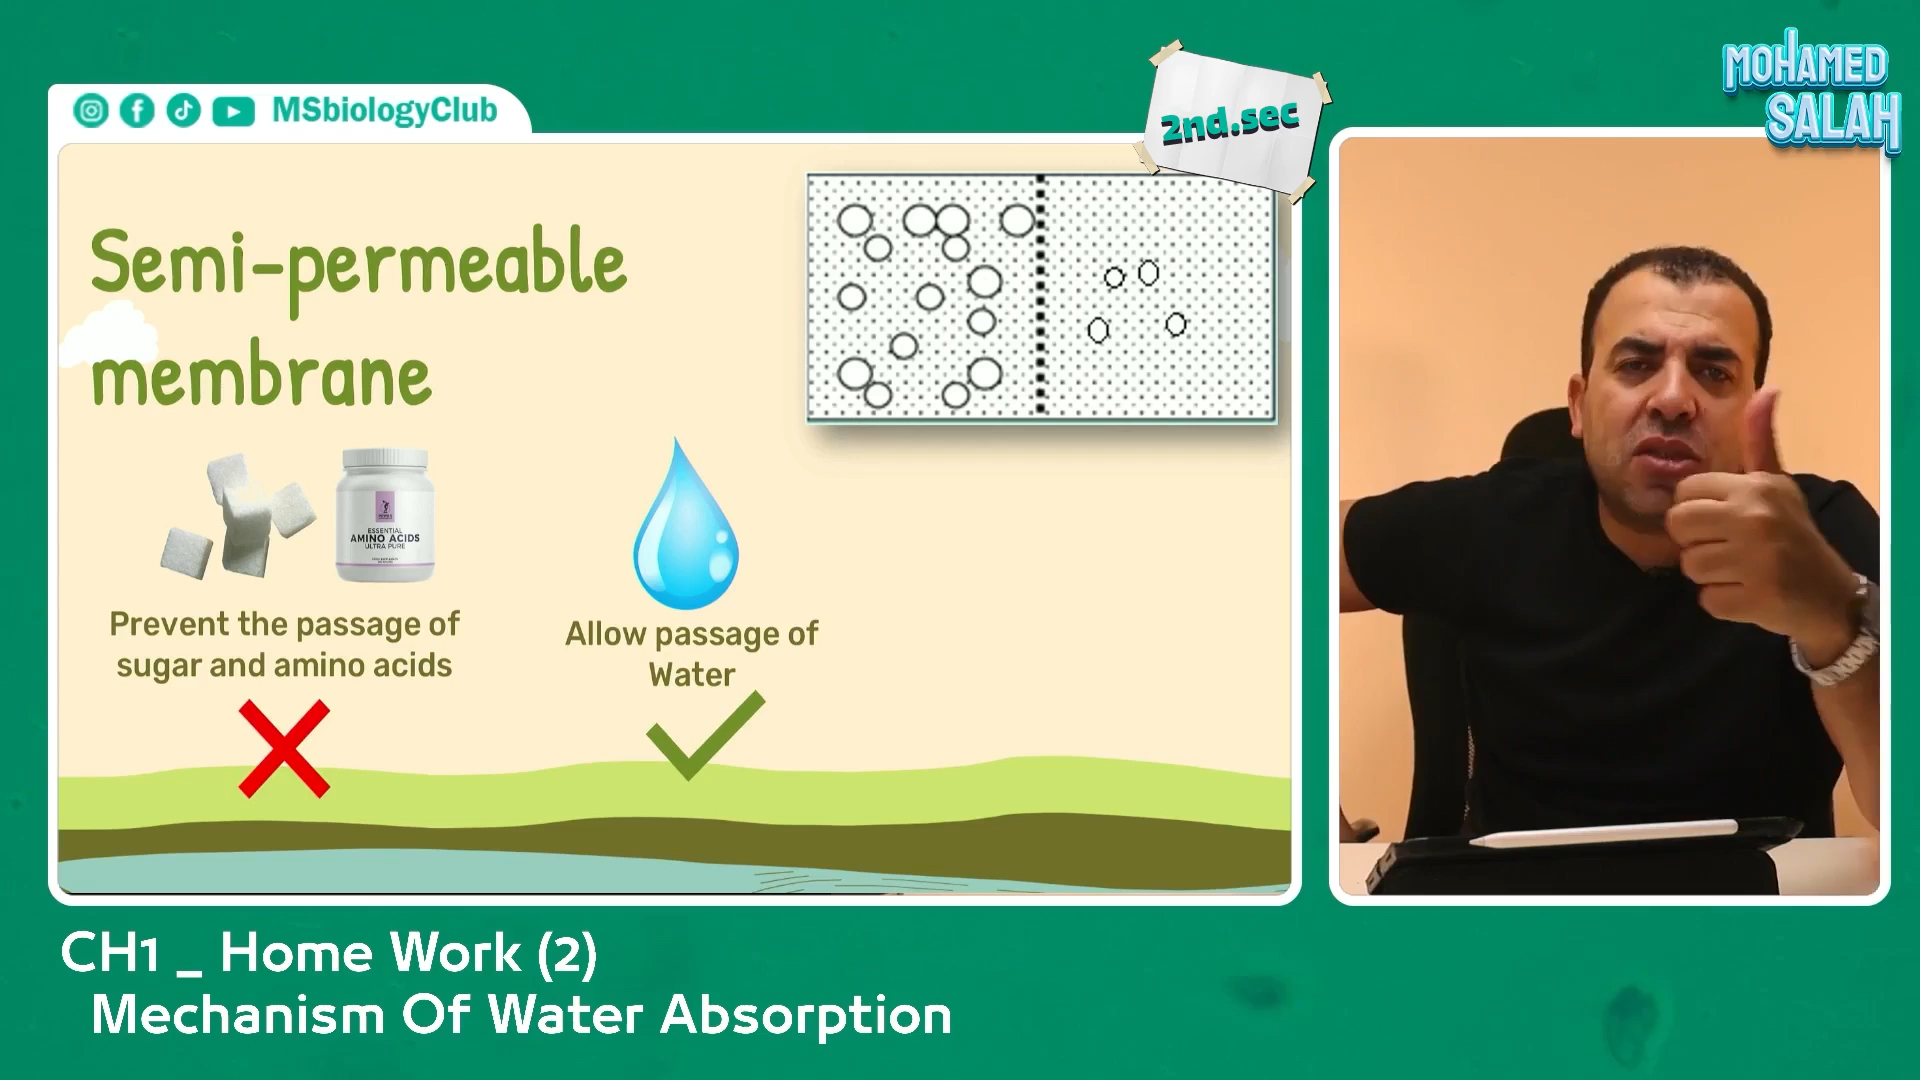 MOHAMED
SALAH
MSbiologyClub
2nd.sec
Semi-permeable
membrane
ESSENTIAL
AMINO ACIDS
ULTRA PURE
Prevent the passage of
sugar and amino acids
Allow passage of
Water
CH1 _ Home Work (2)
Mechanism Of Water Absorption